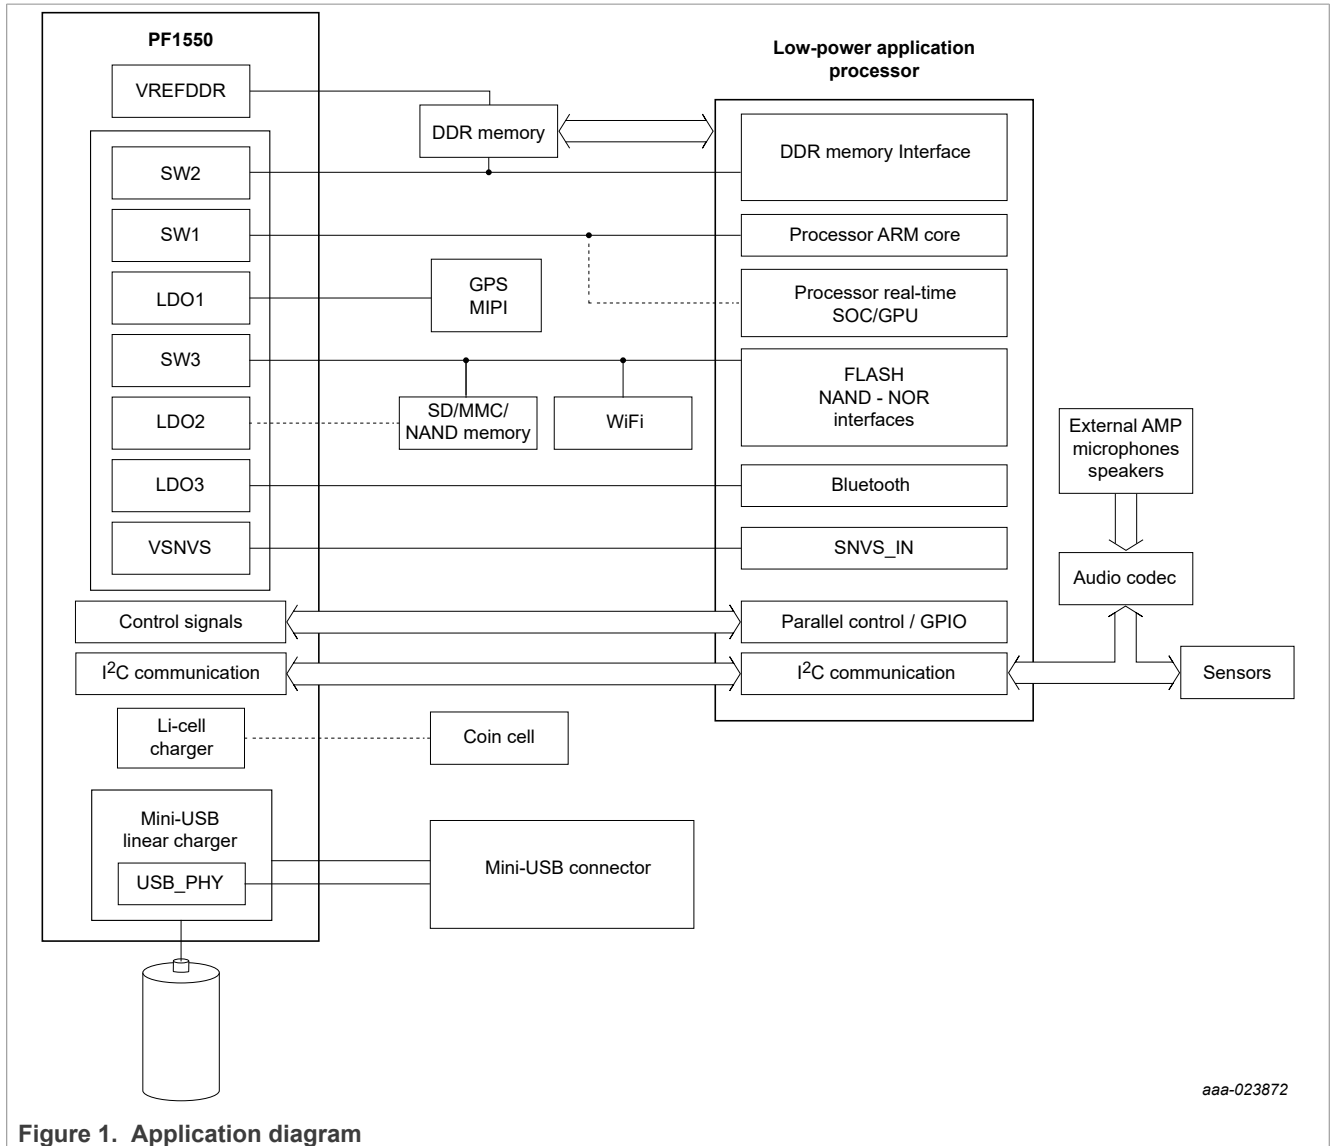 PF1550
Low-power application
processor
VREFDDR
DDR memory
DDR memory Interface
SW2
SW1
Processor ARM core
LDO1
GPS
MIPI
Processor real-time
SOC/GPU
SW3
FLASH
NAND - NOR
interfaces
LDO2
SD/MMC/
NAND memory
WiFi
External AMP
microphones
speakers
LDO3
Bluetooth
VSNVS
SNVS_IN
Audio codec
Control signals
Parallel control / GPIO
I2C communication
I2C communication
Sensors
Li-cell
charger
Coin cell
Mini-USB
linear charger
USB_PHY
Mini-USB connector
aaa-023872
Figure 1. Application diagram